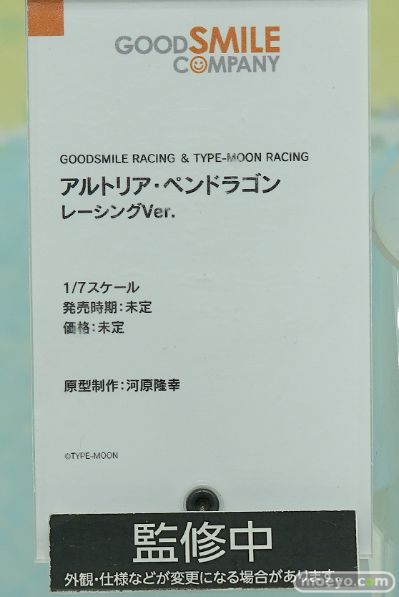 GOODSMILE
COMPANY
GOODSMILE RACING & TYPE-MOON RACING
アルトリア・ペンドラゴン
レーシングVer.
1/7スケール
発売時期:未定
価格:未定
原型制作:河原隆幸
©TYPE-MOON
監修中
外観・仕様などが変更になる場合があります。
moeyo.com